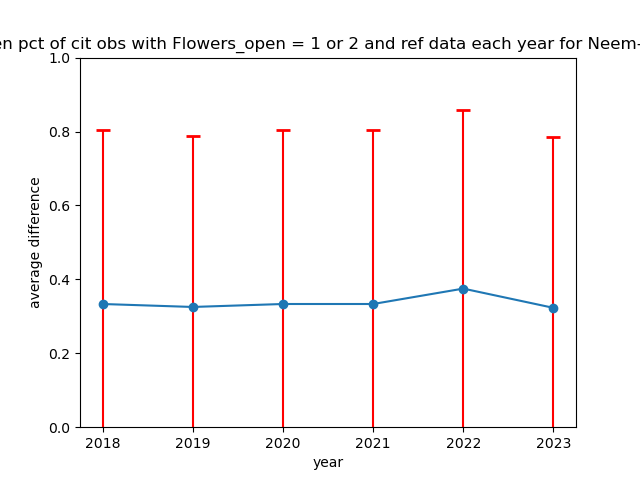 pct of cit obs with Flowers_open = 1 or 2 and ref data each year for Neem-
1.0
0.8
0.6
0.4
0.2
0.0
average difference
2018 2019 2020 2021 2022 2023
year